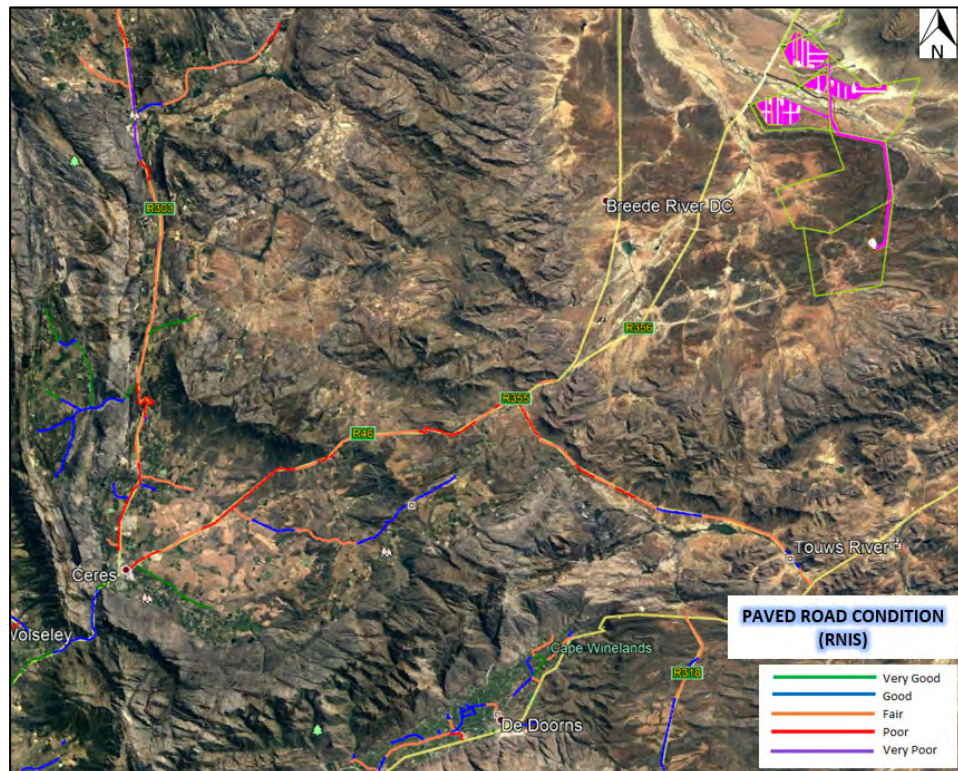 N
R303
Breede River DC
R356
R355
R46
Ceres
Touws River
Wolseley
Cape Winelands
R318
De Doorns
PAVED ROAD CONDITION
(RNIS)
Very Good
Good
Fair
Poor
Very Poor